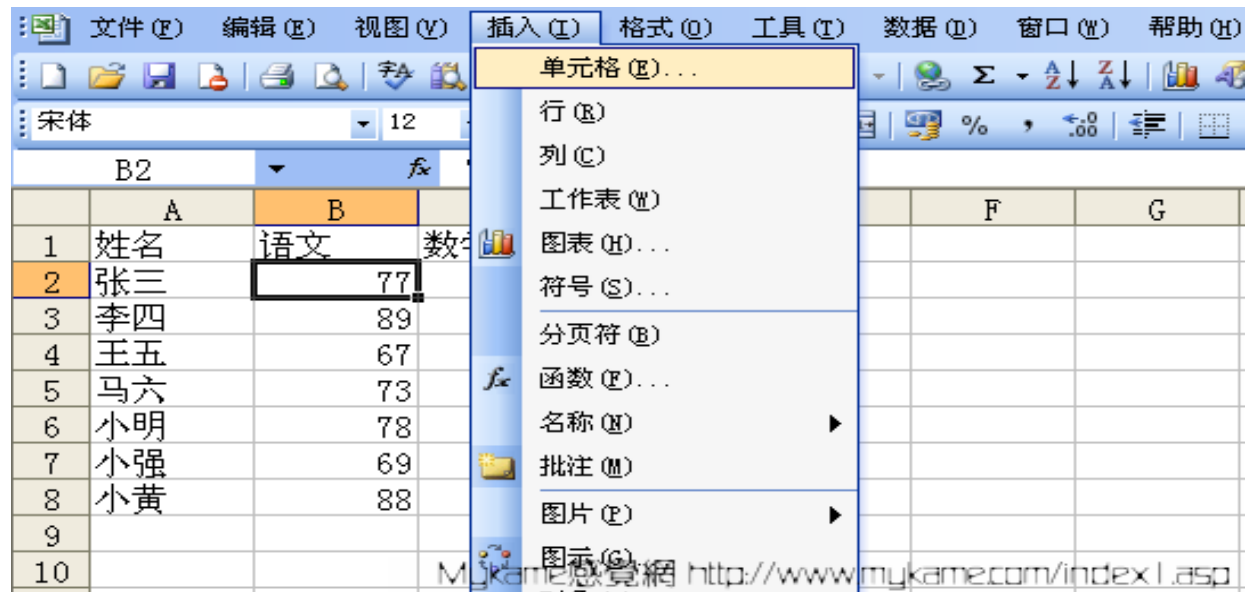 文件(F) 编辑(E) 视图(V) 插入(I) 格式(O) 工具(T) 数据(D) 窗口(W) 帮助(H)
宋体 12
B2 fx
单元格(E)...
行(R)
列(C)
工作表(W)
图表(H)...
符号(S)...
分页符(B)
fx 函数(F)...
名称(N)
批注(M)
图片(P)
图示(G)...
A B F G
1 姓名 语文
2 张三 77
3 李四 89
4 王五 67
5 马六 73
6 小明 78
7 小强 69
8 小黄 88
9
10
Mykame感覺網 http://www.mykame.com/index1.asp